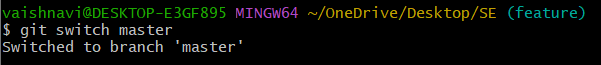 vaishnavi@DESKTOP-E3GF895 MINGW64 ~/OneDrive/Desktop/SE (feature)
$ git switch master
Switched to branch 'master'